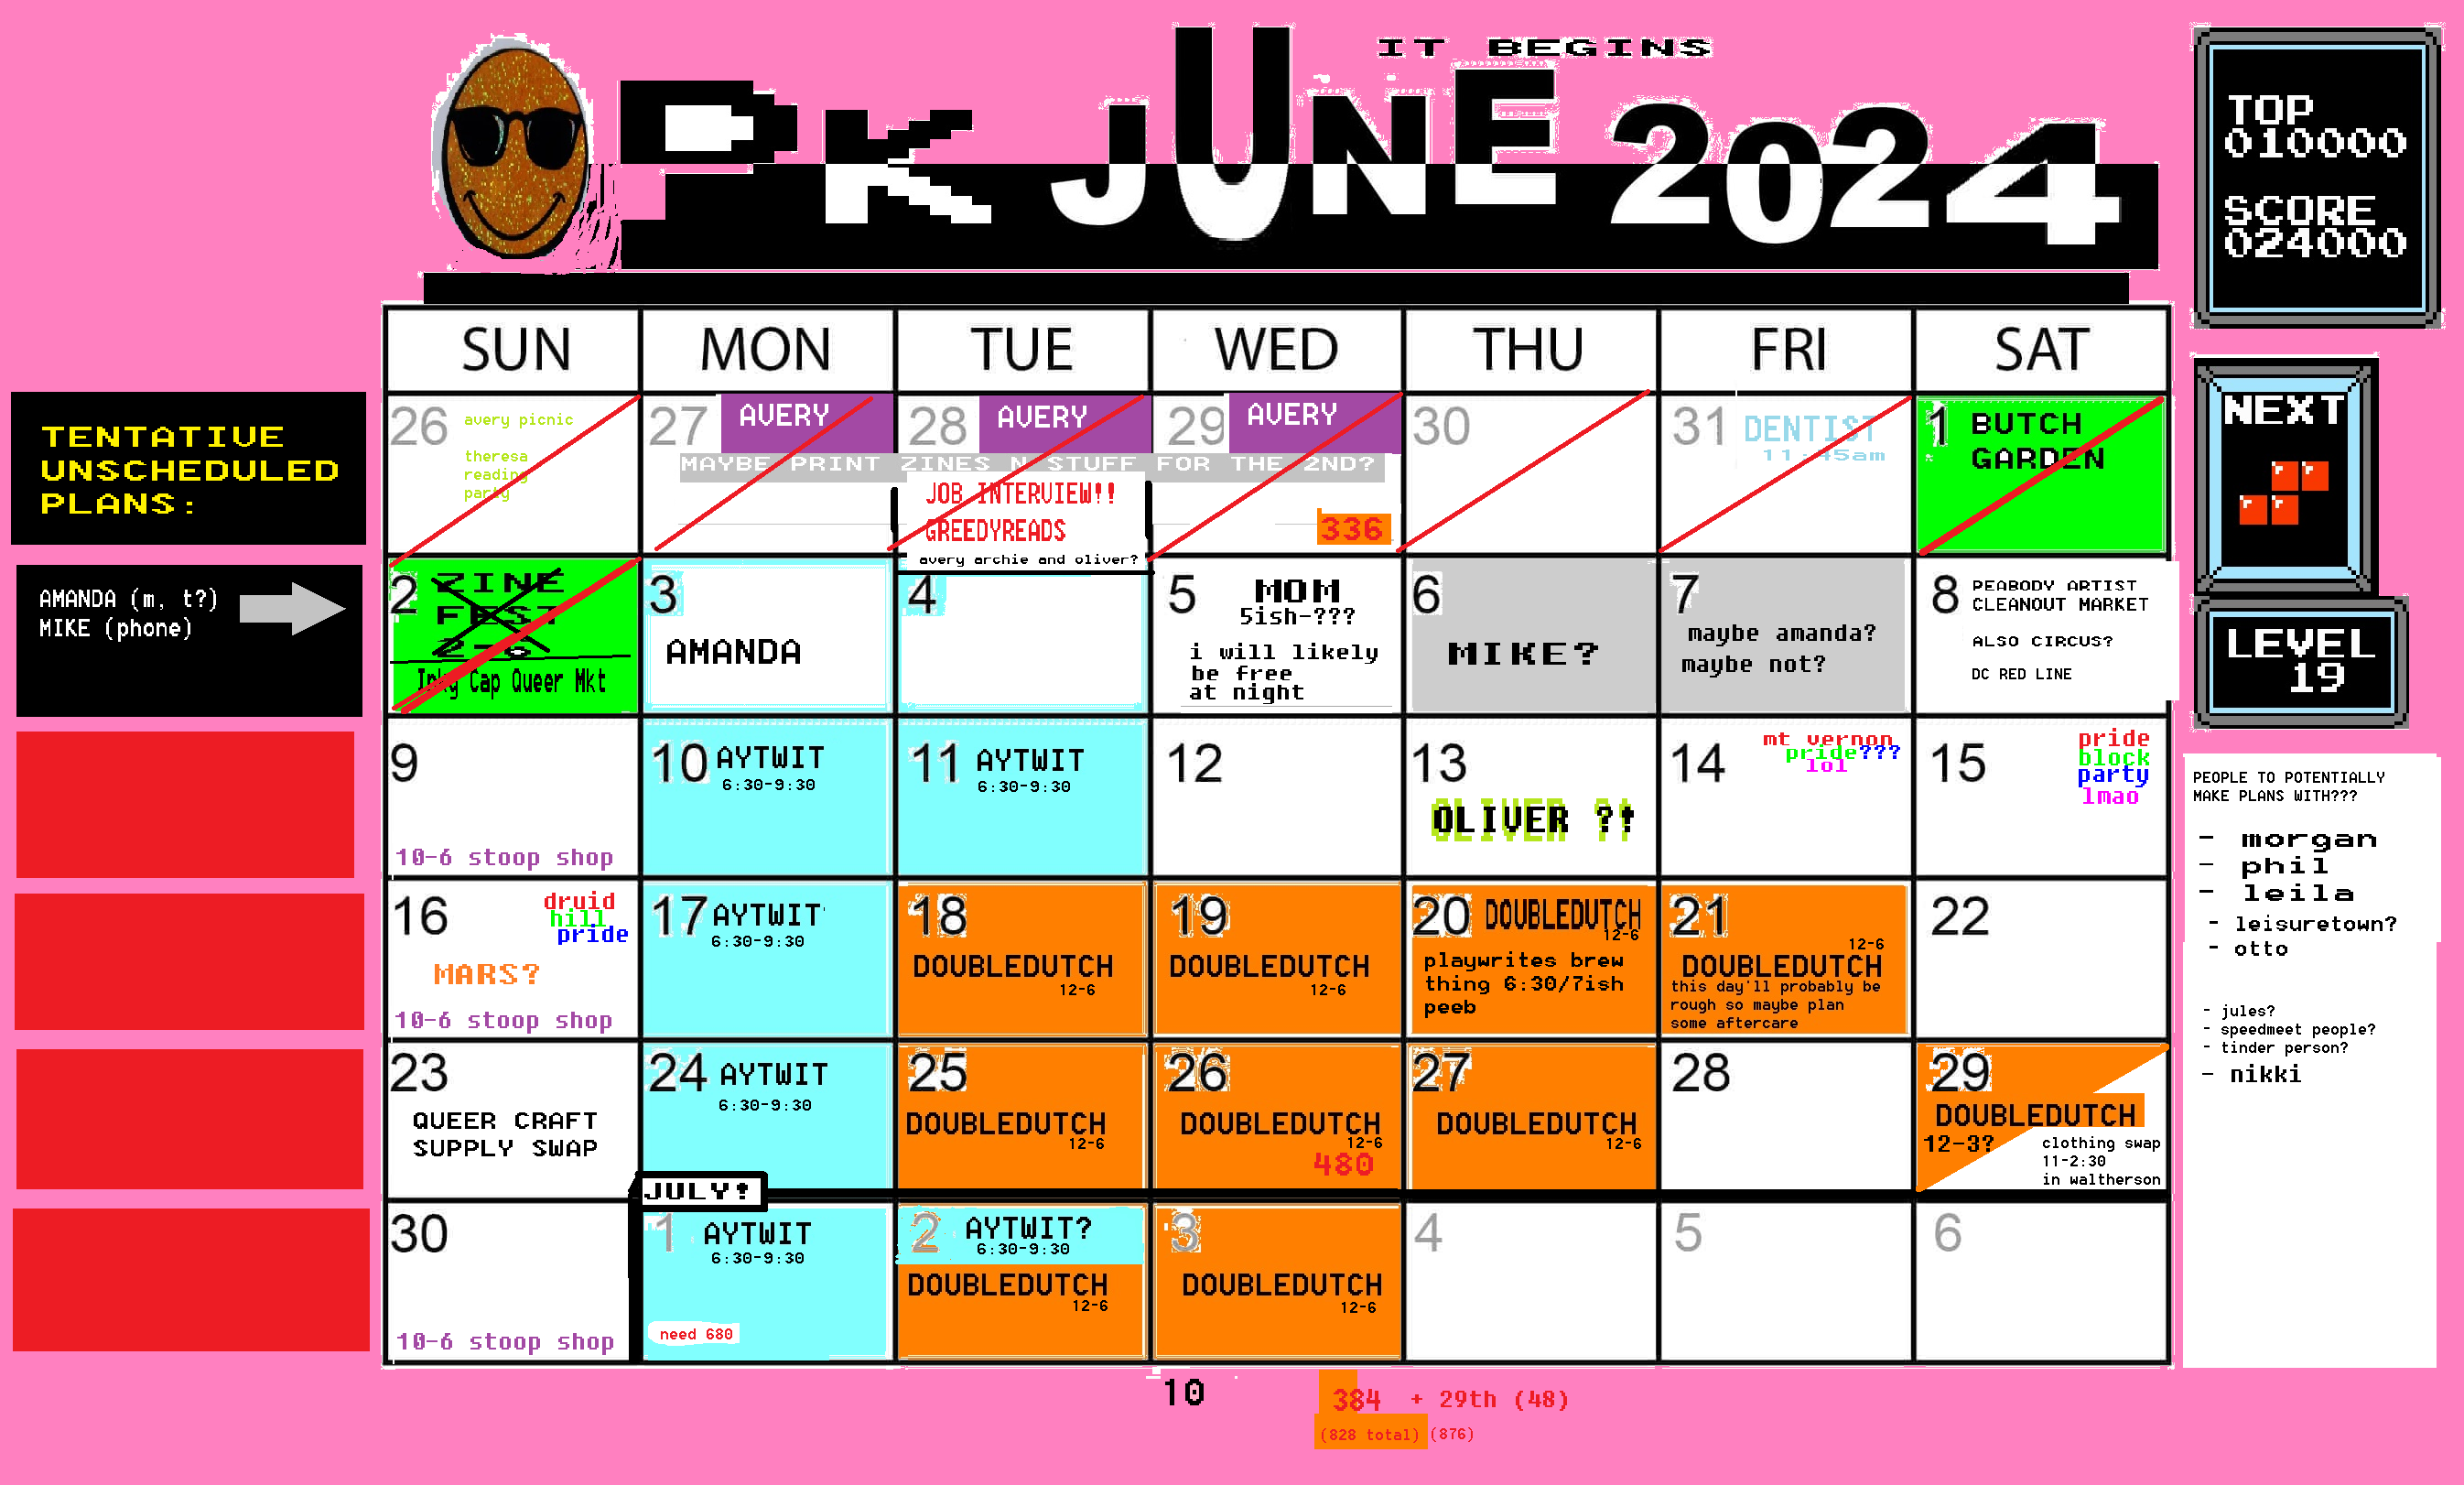 IT BEGINS
PK JUNE 2024
TOP
010000
SCORE
024000
NEXT
LEVEL
19
TENTATIVE
UNSCHEDULED
PLANS:
AMANDA (m, t?)
MIKE (phone)
SUN MON TUE WED THU FRI SAT
26
avery picnic
theresa
reading
party
27 AVERY
28 AVERY
29 AVERY
MAYBE PRINT ZINES N STUFF FOR THE 2ND?
JOB INTERVIEW!!
GREEDYREADS
avery archie and oliver?
336
30
31 DENTIST
11:45am
1 BUTCH
GARDEN
2 ZINE
FEST
2-6
Inky Cap Queer Mkt
3
AMANDA
4
5 MOM
5ish-???
i will likely
be free
at night
6
MIKE?
7
maybe amanda?
maybe not?
8 PEABODY ARTIST
CLEANOUT MARKET
ALSO CIRCUS?
DC RED LINE
9
10-6 stoop shop
10 AYTWIT
6:30-9:30
11 AYTWIT
6:30-9:30
12
13
OLIVER ?!
14 mt vernon
pride???
lol
15 pride
block
party
lmao
16 druid
hill
pride
MARS?
10-6 stoop shop
17 AYTWIT
6:30-9:30
18
DOUBLEDUTCH
12-6
19
DOUBLEDUTCH
12-6
20 DOUBLEDUTCH
12-6
playwrites brew
thing 6:30/7ish
peeb
21
12-6
DOUBLEDUTCH
this day'll probably be
rough so maybe plan
some aftercare
22
23
QUEER CRAFT
SUPPLY SWAP
24 AYTWIT
6:30-9:30
25
DOUBLEDUTCH
12-6
26
DOUBLEDUTCH
12-6
480
27
DOUBLEDUTCH
12-6
28
29
DOUBLEDUTCH
12-3?
clothing swap
11-2:30
in waltherson
30
10-6 stoop shop
JULY!
1 AYTWIT
6:30-9:30
need 680
2 AYTWIT?
6:30-9:30
DOUBLEDUTCH
12-6
3
DOUBLEDUTCH
12-6
4
5
6
10
384 + 29th (48)
(828 total) (876)
PEOPLE TO POTENTIALLY
MAKE PLANS WITH???
- morgan
- phil
- leila
- leisuretown?
- otto
- jules?
- speedmeet people?
- tinder person?
- nikki